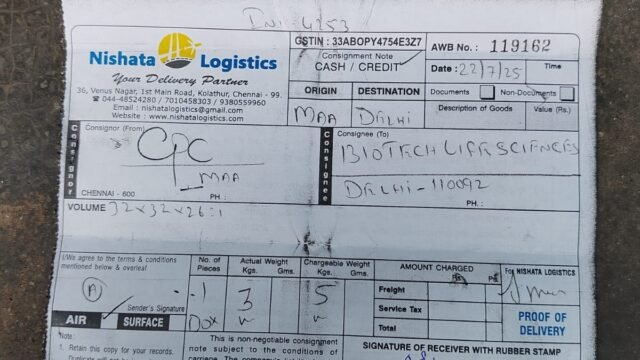 INI 4253
Nishata Logistics
Your Delivery Partner
36, Venus Nagar, 1st Main Road, Kolathur, Chennai - 99.
☎ 044-48524280 / 7010458303 / 9380559960
Email : nishatalogistics@gmail.com
Website : www.nishatalogistics.com
GSTIN : 33ABOPY4754E3Z7
Consignment Note
CASH / CREDIT
AWB No. : 119162
Date : 22/7/25
Time
ORIGIN
DESTINATION
MAA
DELHI
Documents
Non-Documents
Description of Goods
Value (Rs.)
Consignor
Consignor (From)
CPC
MAA
CHENNAI - 600
PH :
Consignee
Consignee (To)
BIOTECH LIFE SCIENCES
DELHI - 110092
PH. :
VOLUME 32x32x26:1
I/We agree to the terms & conditions
mentioned below & overleaf
A
Sender's Signature
AIR
SURFACE
No. of
Pieces
1
Dox
Actual Weight
Kgs. Gms.
3
Chargeable Weight
Kgs. Gms.
5
AMOUNT CHARGED
Rs. Ps.
Freight
Service Tax
Total
For NISHATA LOGISTICS
PROOF OF
DELIVERY
Note :
1. Retain this copy for your records.
This is non-negotiable consignment
note subject to the conditions of
SIGNATURE OF RECEIVER WITH RUBBER STAMP